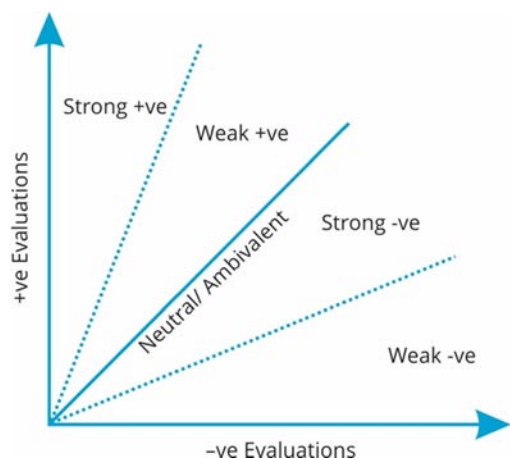 Strong +ve
Weak +ve
+ve Evaluations
Neutral/ Ambivalent
Strong -ve
Weak -ve
–ve Evaluations